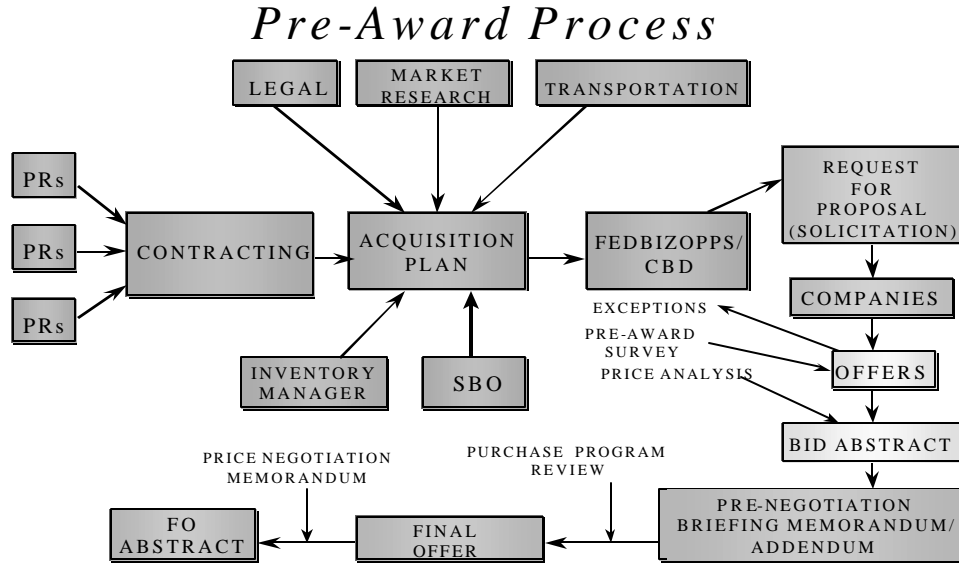 Pre-Award Process
LEGAL
MARKET
RESEARCH
TRANSPORTATION
PRs
PRs
PRs
CONTRACTING
ACQUISITION
PLAN
FEDBIZOPPS/
CBD
REQUEST
FOR
PROPOSAL
(SOLICITATION)
COMPANIES
EXCEPTIONS
PRE-AWARD
SURVEY
PRICE ANALYSIS
OFFERS
INVENTORY
MANAGER
SBO
BID ABSTRACT
PRICE NEGOTIATION
MEMORANDUM
PURCHASE PROGRAM
REVIEW
PRE-NEGOTIATION
BRIEFING MEMORANDUM/
ADDENDUM
FINAL
OFFER
FO
ABSTRACT